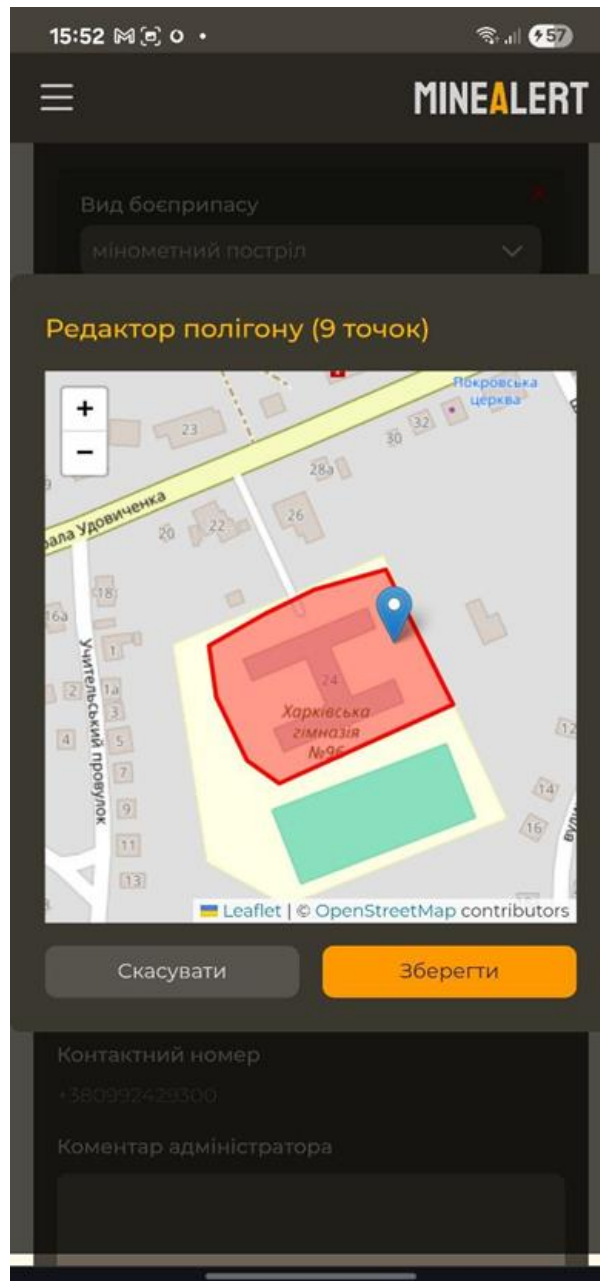 15:52
57
MINEALERT
Вид боєприпасу
мінометний постріл
Редактор полігону (9 точок)
+
−
Покровська
церква
23
32
30
28а
рала Удовиченка
26
22
20
18
16а
1
Учительський провулок
2
1а
3
4
5
7
9
11
13
24
Харківська
гімназія
№96
12
14
16
вули
Leaflet | © OpenStreetMap contributors
Скасувати
Зберегти
Контактний номер
+380992429300
Коментар адміністратора